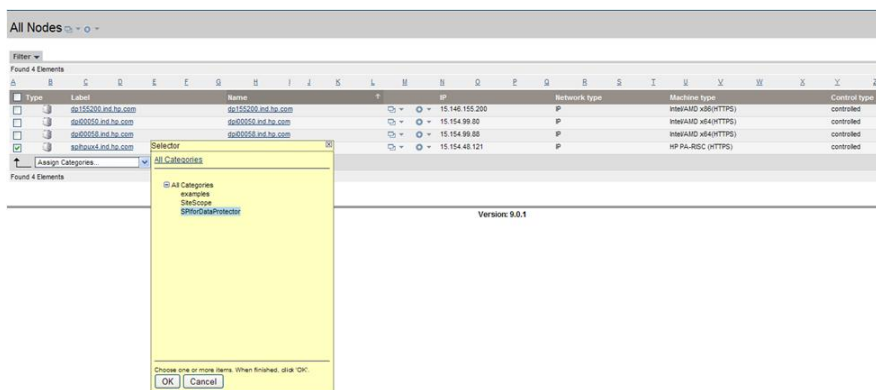 All Nodes
Filter
Found 4 Elements
A B C D E F G H I J K L M N O P Q R S T U V W X Y Z
Type Label Name IP Network type Machine type Control type
dp155200.ind.hp.com dp155200.ind.hp.com 15.146.155.200 IP Intel/AMD x86(HTTPS) controlled
dpi00050.ind.hp.com dpi00050.ind.hp.com 15.154.99.80 IP Intel/AMD x64(HTTPS) controlled
dpi00058.ind.hp.com dpi00058.ind.hp.com 15.154.99.88 IP Intel/AMD x64(HTTPS) controlled
spihpux4.ind.hp.com 15.154.48.121 IP HP PA-RISC (HTTPS) controlled
Assign Categories...
Found 4 Elements
Selector
All Categories
All Categories
examples
SiteScope
SPIforDataProtector
Choose one or more items. When finished, click 'OK'.
OK Cancel
Version: 9.0.1